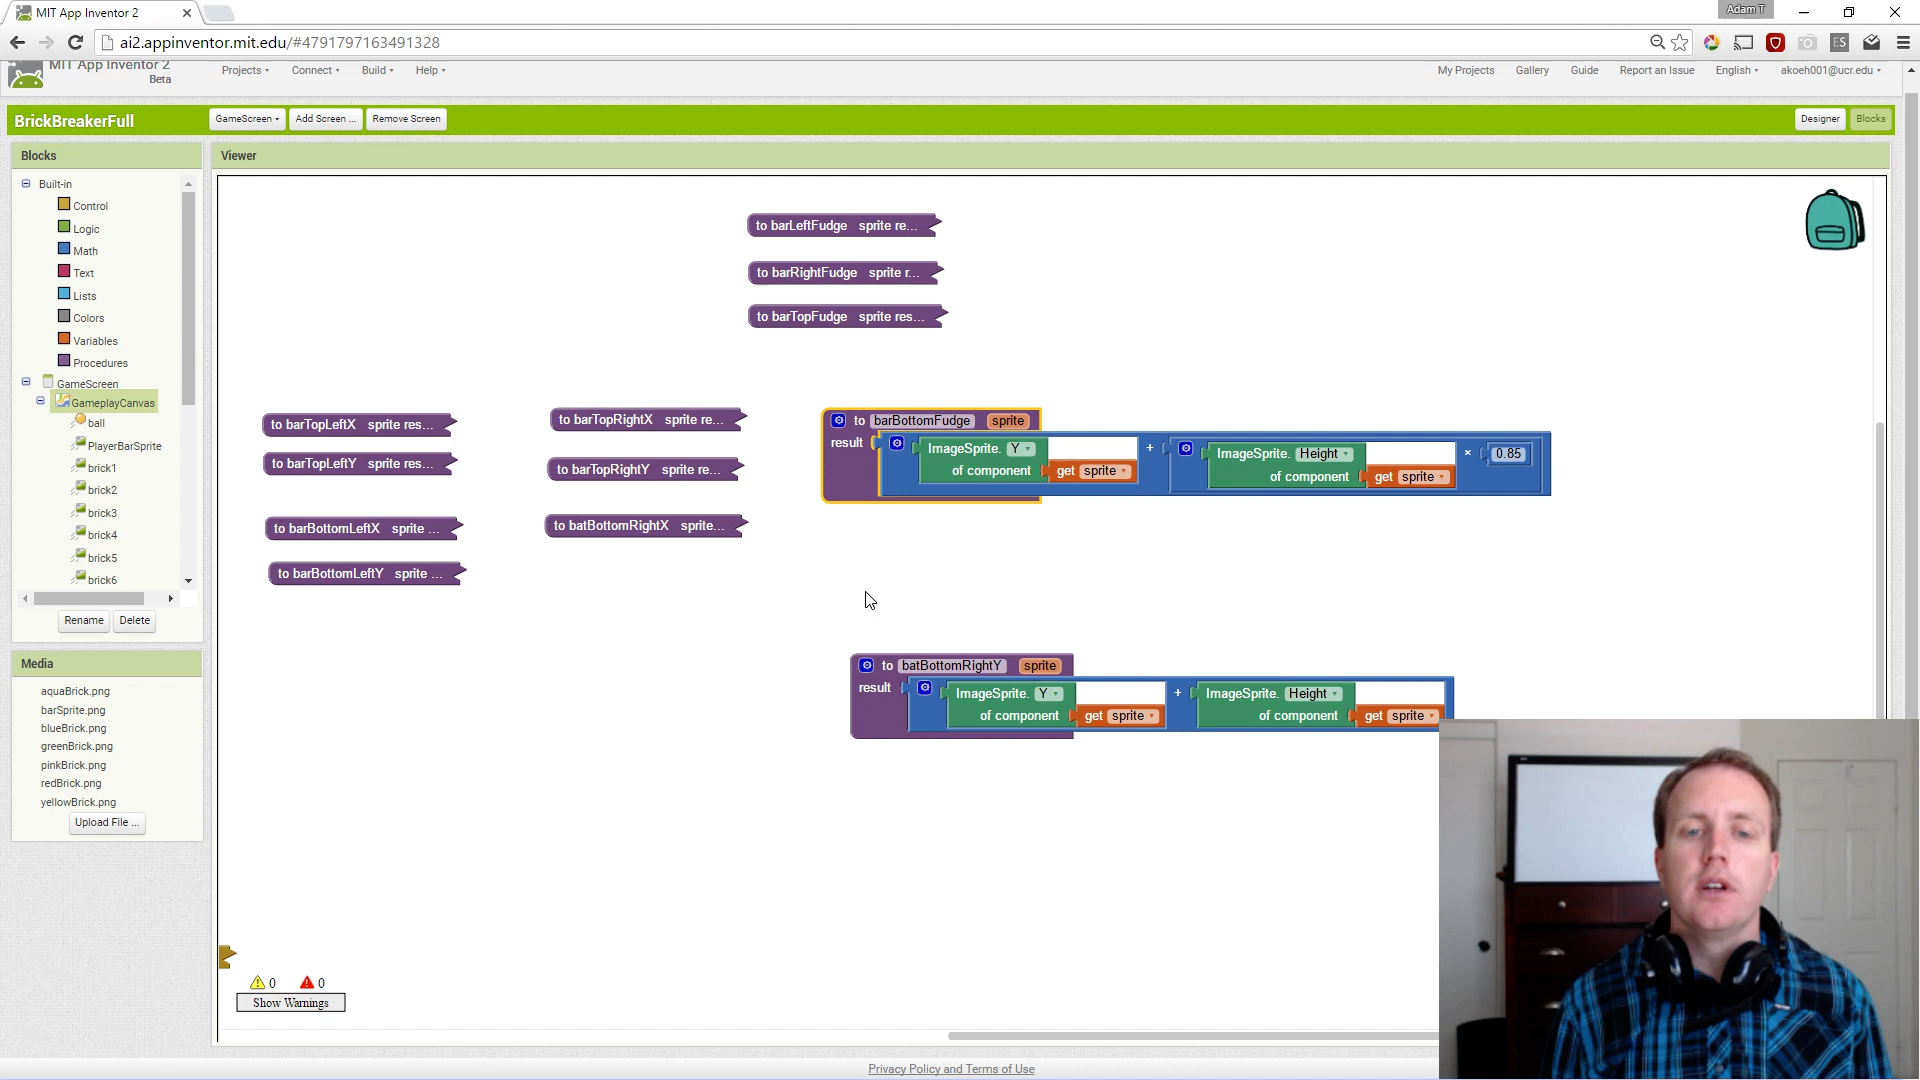 MIT App Inventor 2
Adam T
ai2.appinventor.mit.edu/#4791797163491328
ES
MIT App Inventor 2
Beta
Projects
Connect
Build
Help
My Projects
Gallery
Guide
Report an Issue
English
akoeh001@ucr.edu
BrickBreakerFull
GameScreen
Add Screen ...
Remove Screen
Designer
Blocks
Blocks
Viewer
Built-in
Control
Logic
Math
Text
Lists
Colors
Variables
Procedures
GameScreen
GameplayCanvas
ball
PlayerBarSprite
brick1
brick2
brick3
brick4
brick5
brick6
Rename
Delete
Media
aquaBrick.png
barSprite.png
blueBrick.png
greenBrick.png
pinkBrick.png
redBrick.png
yellowBrick.png
Upload File ...
to barLeftFudge sprite re...
to barRightFudge sprite r...
to barTopFudge sprite res...
to barTopLeftX sprite res...
to barTopLeftY sprite res...
to barBottomLeftX sprite ...
to barBottomLeftY sprite ...
to barTopRightX sprite re...
to barTopRightY sprite re...
to batBottomRightX sprite...
to barBottomFudge sprite
result
ImageSprite. Y
of component get sprite
+
ImageSprite. Height
of component get sprite
× 0.85
to batBottomRightY sprite
result
ImageSprite. Y
of component get sprite
+
ImageSprite. Height
of component get sprite
0
0
Show Warnings
Privacy Policy and Terms of Use